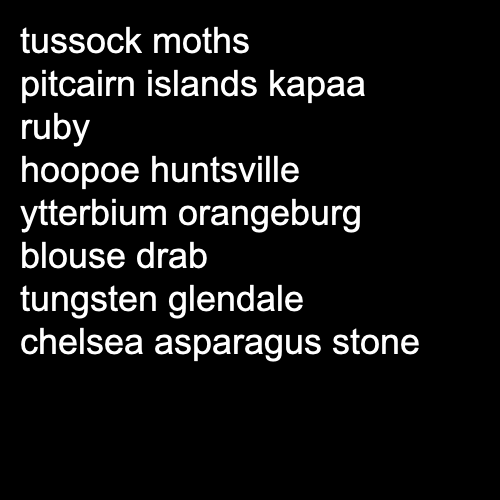 tussock moths
pitcairn islands kapaa
ruby
hoopoe huntsville
ytterbium orangeburg
blouse drab
tungsten glendale
chelsea asparagus stone